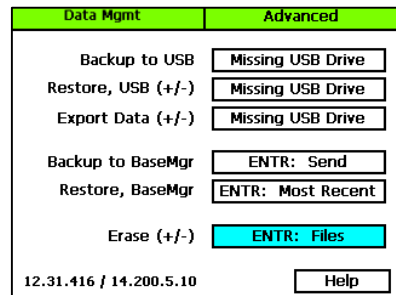 Data Mgmt Advanced
Backup to USB Missing USB Drive
Restore, USB (+/-) Missing USB Drive
Export Data (+/-) Missing USB Drive
Backup to BaseMgr ENTR: Send
Restore, BaseMgr ENTR: Most Recent
Erase (+/-) ENTR: Files
12.31.416 / 14.200.5.10 Help